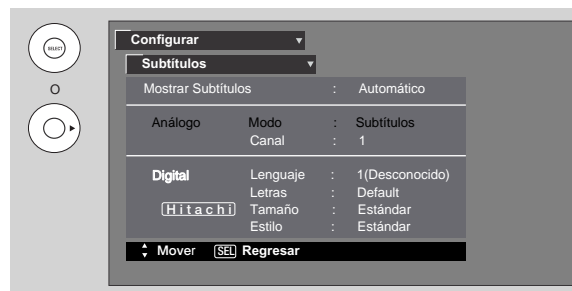 SELECT
O
Configurar
Subtítulos
Mostrar Subtítulos : Automático
Análogo Modo : Subtítulos
Canal : 1
Digital Lenguaje : 1(Desconocido)
Letras : Default
Hitachi Tamaño : Estándar
Estilo : Estándar
Mover SEL Regresar